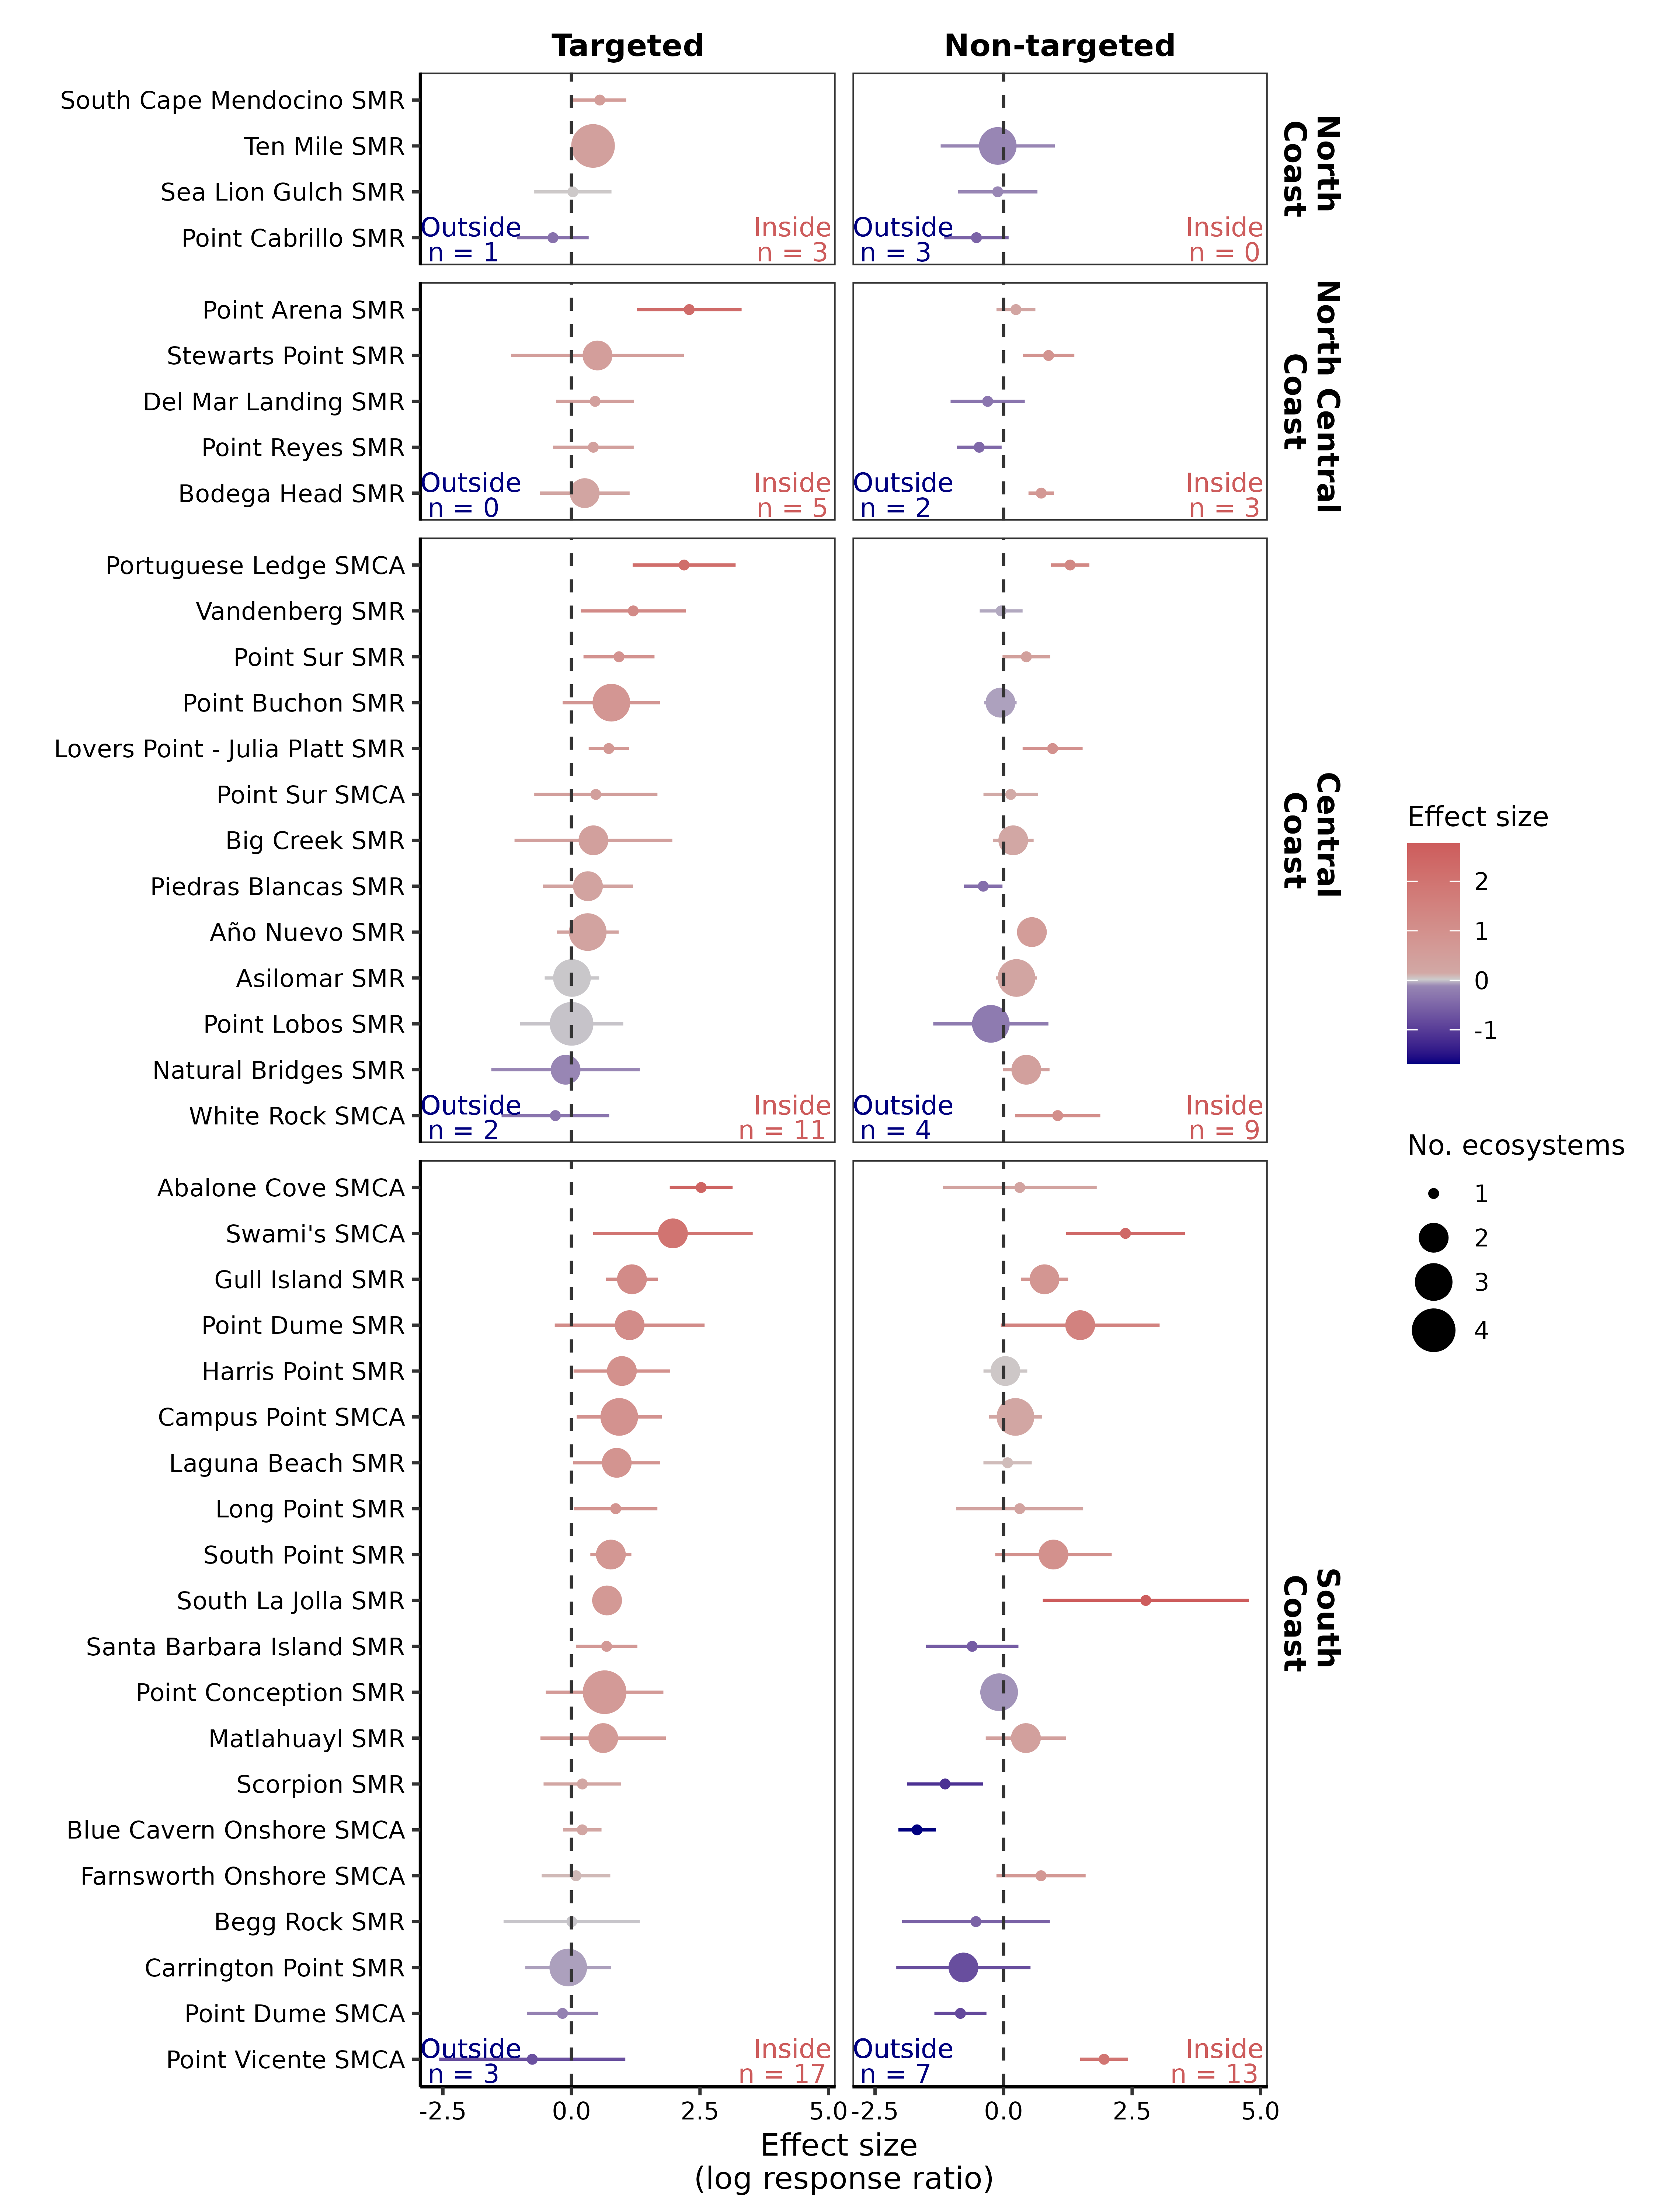 Targeted
Non-targeted
South Cape Mendocino SMR
Ten Mile SMR
Sea Lion Gulch SMR
Point Cabrillo SMR
Outside
n = 1
Inside
n = 3
Outside
n = 3
Inside
n = 0
North
Coast
Point Arena SMR
Stewarts Point SMR
Del Mar Landing SMR
Point Reyes SMR
Bodega Head SMR
Outside
n = 0
Inside
n = 5
Outside
n = 2
Inside
n = 3
North Central
Coast
Portuguese Ledge SMCA
Vandenberg SMR
Point Sur SMR
Point Buchon SMR
Lovers Point - Julia Platt SMR
Point Sur SMCA
Big Creek SMR
Piedras Blancas SMR
Año Nuevo SMR
Asilomar SMR
Point Lobos SMR
Natural Bridges SMR
White Rock SMCA
Outside
n = 2
Inside
n = 11
Outside
n = 4
Inside
n = 9
Central
Coast
Abalone Cove SMCA
Swami's SMCA
Gull Island SMR
Point Dume SMR
Harris Point SMR
Campus Point SMCA
Laguna Beach SMR
Long Point SMR
South Point SMR
South La Jolla SMR
Santa Barbara Island SMR
Point Conception SMR
Matlahuayl SMR
Scorpion SMR
Blue Cavern Onshore SMCA
Farnsworth Onshore SMCA
Begg Rock SMR
Carrington Point SMR
Point Dume SMCA
Point Vicente SMCA
Outside
n = 3
Inside
n = 17
Outside
n = 7
Inside
n = 13
South
Coast
-2.5 0.0 2.5 5.0
-2.5 0.0 2.5 5.0
Effect size
(log response ratio)
Effect size
2
1
0
-1
No. ecosystems
1
2
3
4